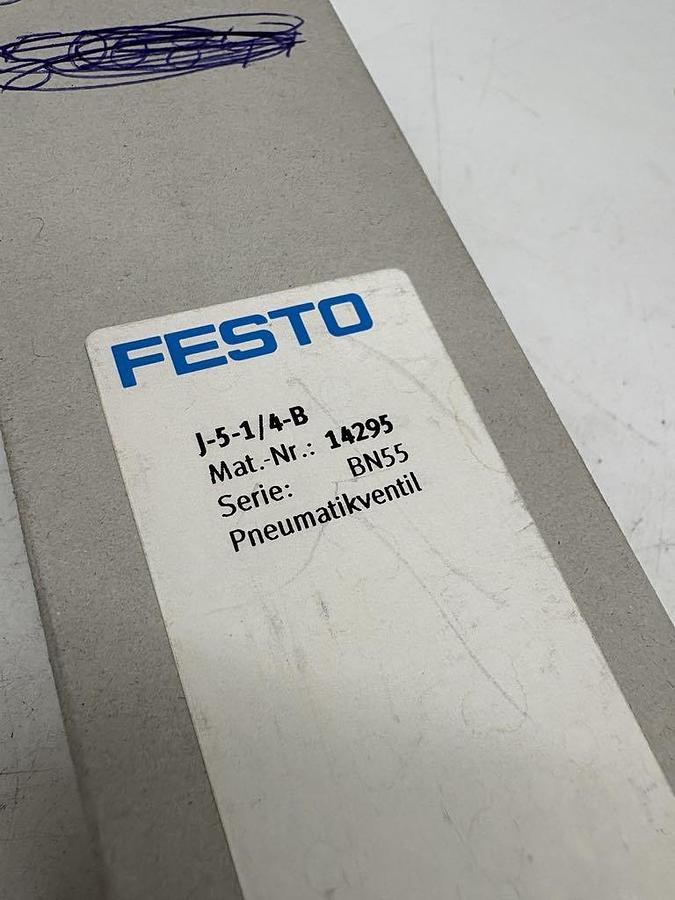 FESTO
J-5-1/4-B
Mat.-Nr.: 14295
Serie: BN55
Pneumatikventil